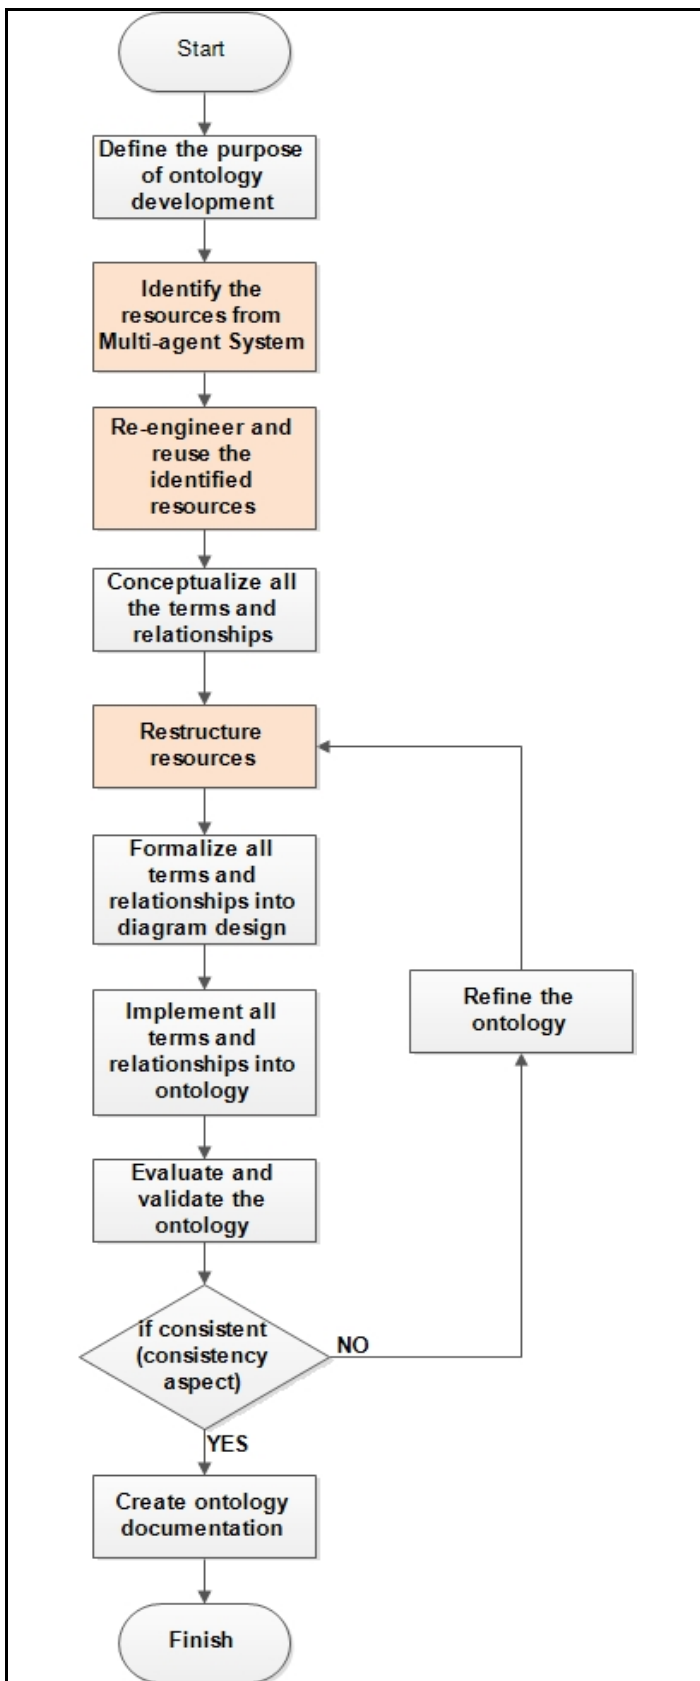 Start
Define the purpose
of ontology
development
Identify the
resources from
Multi-agent System
Re-engineer and
reuse the
identified
resources
Conceptualize all
the terms and
relationships
Restructure
resources
Formalize all
terms and
relationships into
diagram design
Implement all
terms and
relationships into
ontology
Refine the
ontology
Evaluate and
validate the
ontology
if consistent
(consistency
aspect)
NO
YES
Create ontology
documentation
Finish